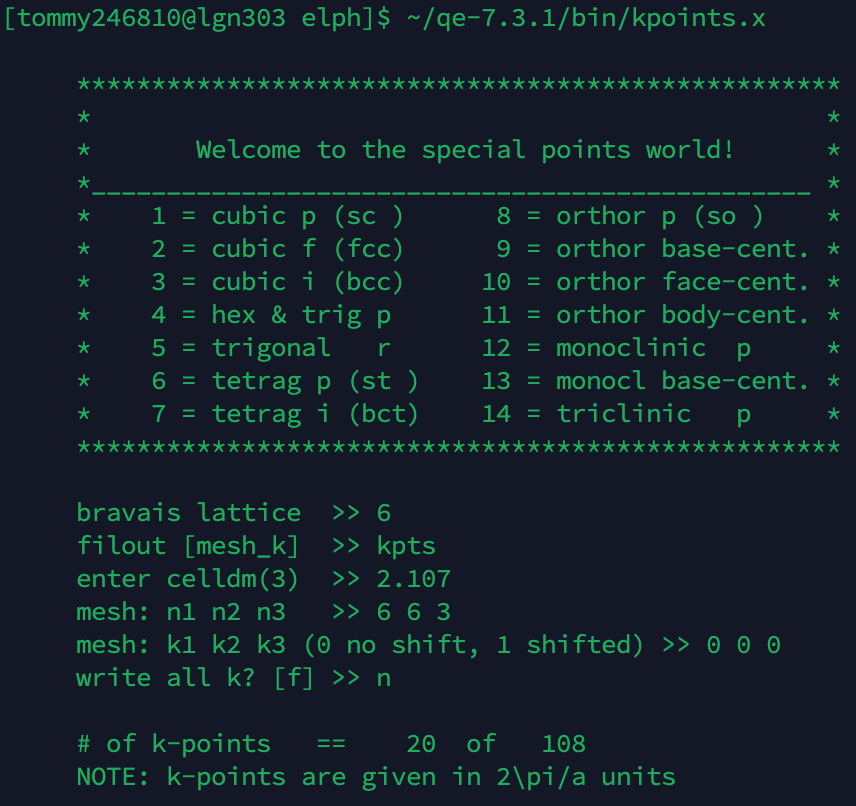 [tommy246810@lgn303 elph]$ ~/qe-7.3.1/bin/kpoints.x
***************************************************
*                                                 *
*       Welcome to the special points world!      *
*________________________________________________ *
*    1 = cubic p (sc )      8 = orthor p (so )    *
*    2 = cubic f (fcc)      9 = orthor base-cent. *
*    3 = cubic i (bcc)     10 = orthor face-cent. *
*    4 = hex & trig p      11 = orthor body-cent. *
*    5 = trigonal   r      12 = monoclinic  p     *
*    6 = tetrag p (st )    13 = monocl base-cent. *
*    7 = tetrag i (bct)    14 = triclinic   p     *
***************************************************
bravais lattice  >> 6
filout [mesh_k]  >> kpts
enter celldm(3)  >> 2.107
mesh: n1 n2 n3   >> 6 6 3
mesh: k1 k2 k3 (0 no shift, 1 shifted) >> 0 0 0
write all k? [f] >> n
# of k-points   ==    20  of   108
NOTE: k-points are given in 2\pi/a units